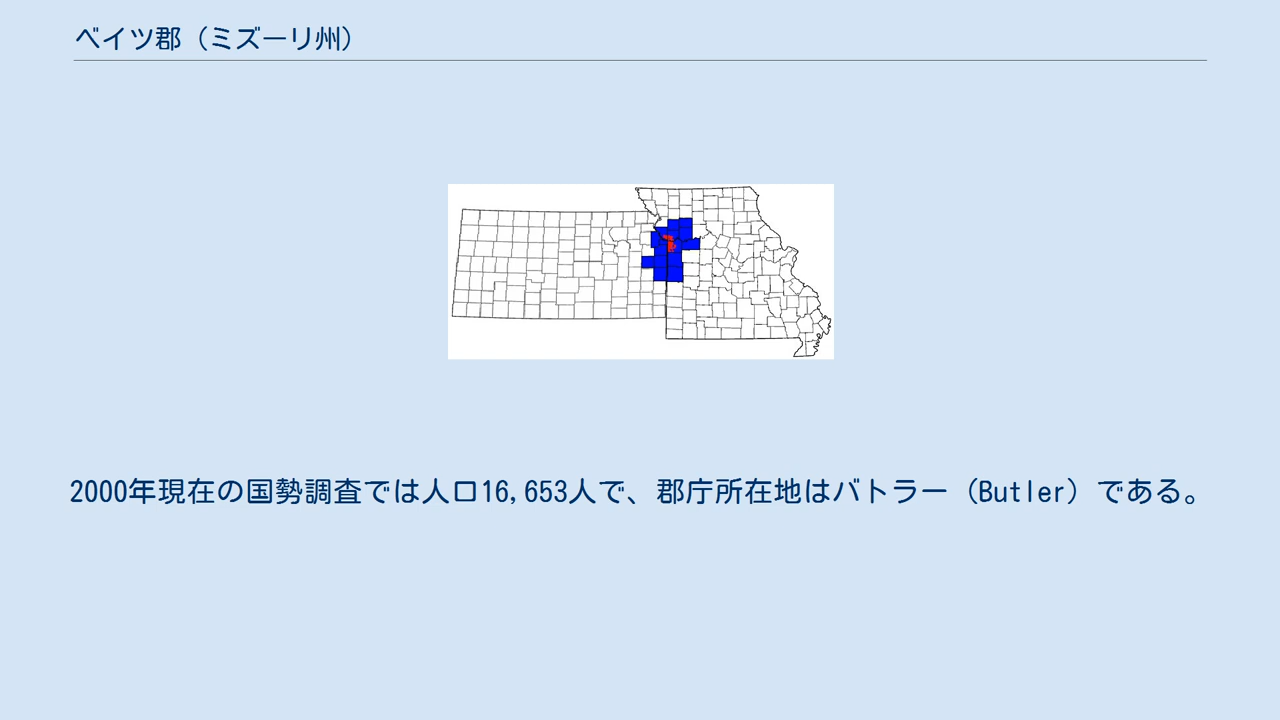 ベイツ郡（ミズーリ州）
2000年現在の国勢調査では人口16,653人で、郡庁所在地はバトラー（Butler）である。